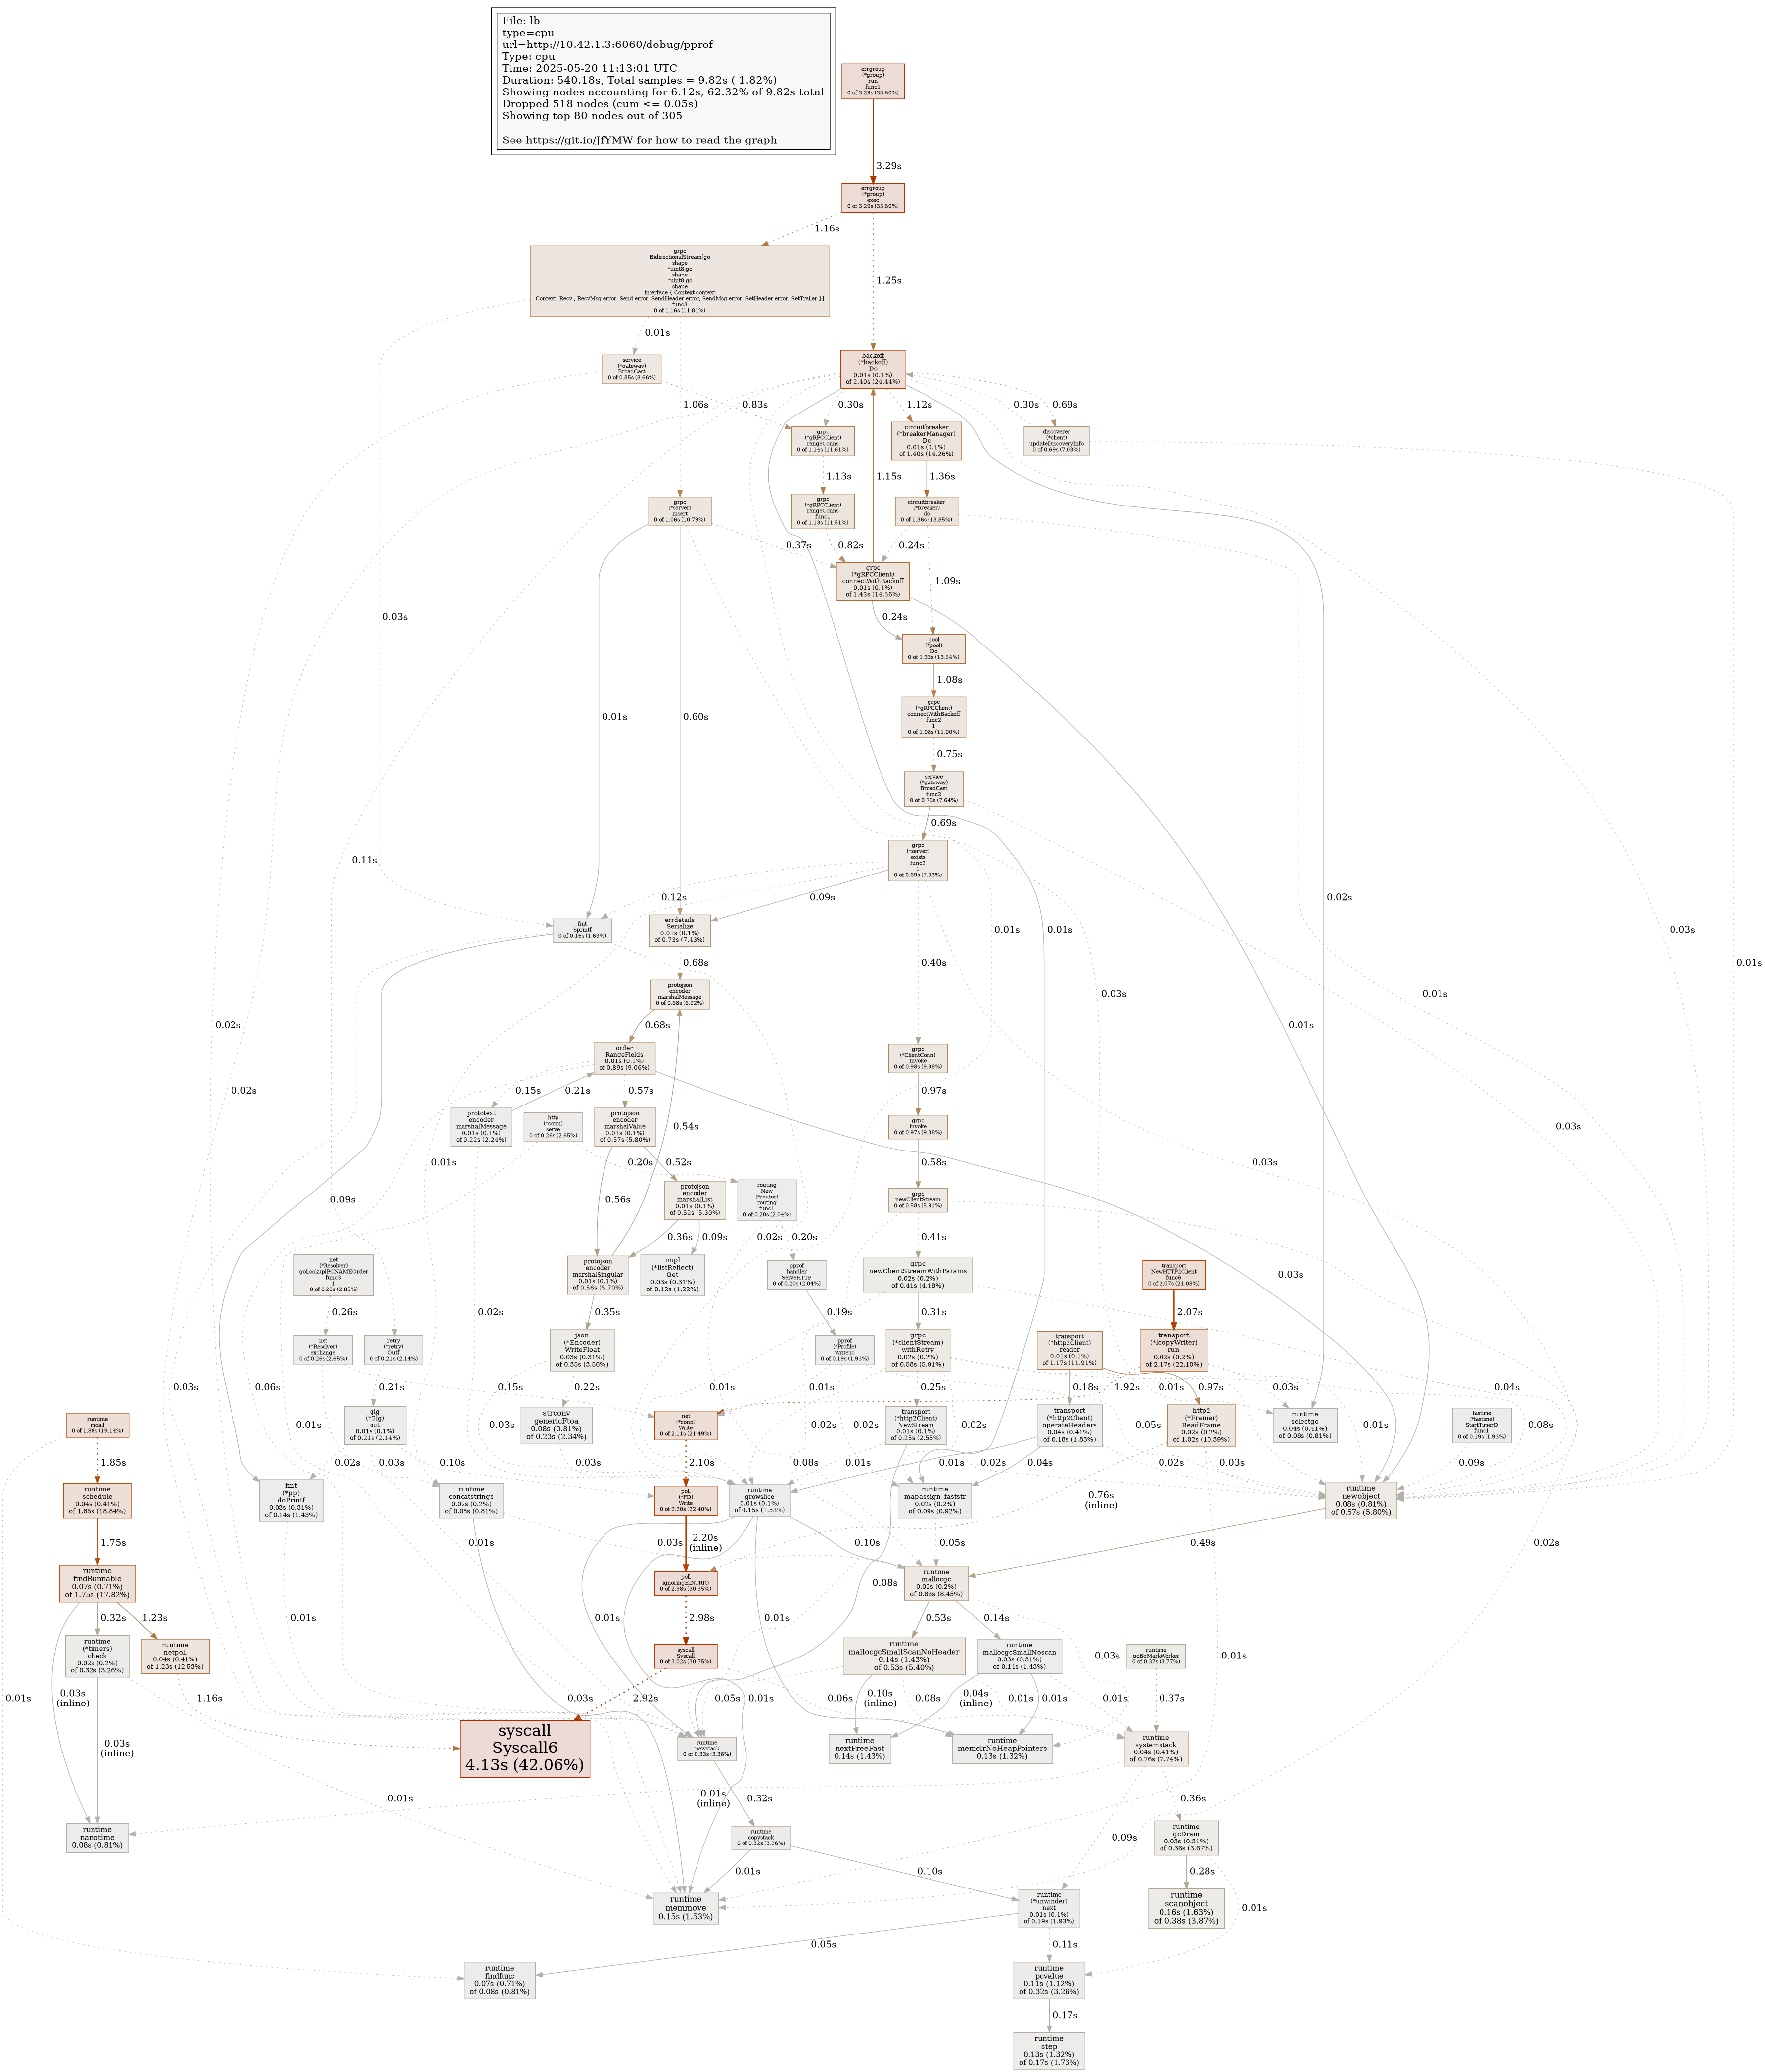 File: lb
type=cpu
url=http://10.42.1.3:6060/debug/pprof
Type: cpu
Time: 2025-05-20 11:13:01 UTC
Duration: 540.18s, Total samples = 9.82s ( 1.82%)
Showing nodes accounting for 6.12s, 62.32% of 9.82s total
Dropped 518 nodes (cum <= 0.05s)
Showing top 80 nodes out of 305
See https://git.io/JfYMW for how to read the graph
errgroup
(*group)
run
func1
0 of 3.29s (33.50%)
3.29s
errgroup
(*group)
exec
0 of 3.29s (33.50%)
1.16s
1.25s
grpc
BidirectionalStream[go
shape
*uint8,go
shape
*uint8,go
shape
interface { Context context
Context; Recv ; RecvMsg error; Send error; SendHeader error; SendMsg error; SetHeader error; SetTrailer }]
func3
0 of 1.16s (11.81%)
0.01s
service
(*gateway)
BroadCast
0 of 0.85s (8.66%)
backoff
(*backoff)
Do
0.01s (0.1%)
of 2.40s (24.44%)
1.06s
0.83s
0.30s
1.12s
0.30s
0.69s
grpc
(*gRPCClient)
rangeConns
0 of 1.14s (11.61%)
circuitbreaker
(*breakerManager)
Do
0.01s (0.1%)
of 1.40s (14.26%)
discoverer
(*client)
updateDiscoveryInfo
0 of 0.69s (7.03%)
1.13s
1.15s
1.36s
grpc
(*server)
Insert
0 of 1.06s (10.79%)
grpc
(*gRPCClient)
rangeConns
func1
0 of 1.13s (11.51%)
circuitbreaker
(*breaker)
do
0 of 1.36s (13.85%)
0.37s
0.82s
0.24s
grpc
(*gRPCClient)
connectWithBackoff
0.01s (0.1%)
of 1.43s (14.56%)
1.09s
0.03s
0.24s
pool
(*pool)
Do
0 of 1.33s (13.54%)
1.08s
grpc
(*gRPCClient)
connectWithBackoff
func2
1
0 of 1.08s (11.00%)
0.01s
0.60s
0.75s
service
(*gateway)
BroadCast
func2
0 of 0.75s (7.64%)
0.69s
grpc
(*server)
exists
func2
1
0 of 0.69s (7.03%)
0.11s
0.12s
0.09s
0.02s
fmt
Sprintf
0 of 0.16s (1.63%)
errdetails
Serialize
0.01s (0.1%)
of 0.73s (7.43%)
0.01s
0.01s
0.03s
0.68s
0.40s
0.01s
protojson
encoder
marshalMessage
0 of 0.68s (6.92%)
0.03s
0.01s
0.02s
0.68s
0.01s
order
RangeFields
0.01s (0.1%)
of 0.89s (9.06%)
grpc
(*ClientConn)
Invoke
0 of 0.98s (9.98%)
0.02s
0.15s
0.21s
0.57s
0.97s
prototext
encoder
marshalMessage
0.01s (0.1%)
of 0.22s (2.24%)
http
(*conn)
serve
0 of 0.26s (2.65%)
protojson
encoder
marshalValue
0.01s (0.1%)
of 0.57s (5.80%)
0.54s
grpc
invoke
0 of 0.97s (9.88%)
0.03s
0.01s
0.20s
0.52s
0.58s
0.03s
0.09s
0.56s
protojson
encoder
marshalList
0.01s (0.1%)
of 0.52s (5.30%)
routing
New
(*router)
routing
func1
0 of 0.20s (2.04%)
grpc
newClientStream
0 of 0.58s (5.91%)
0.36s
0.09s
0.02s
0.20s
0.41s
net
(*Resolver)
goLookupIPCNAMEOrder
func3
1
0 of 0.28s (2.85%)
protojson
encoder
marshalSingular
0.01s (0.1%)
of 0.56s (5.70%)
impl
(*listReflect)
Get
0.03s (0.31%)
of 0.12s (1.22%)
pprof
handler
ServeHTTP
0 of 0.20s (2.04%)
grpc
newClientStreamWithParams
0.02s (0.2%)
of 0.41s (4.18%)
transport
NewHTTP2Client
func6
0 of 2.07s (21.08%)
0.03s
0.26s
0.02s
0.35s
0.19s
0.31s
2.07s
net
(*Resolver)
exchange
0 of 0.26s (2.65%)
retry
(*retry)
Outf
0 of 0.21s (2.14%)
json
(*Encoder)
WriteFloat
0.03s (0.31%)
of 0.35s (3.56%)
pprof
(*Profile)
WriteTo
0 of 0.19s (1.93%)
grpc
(*clientStream)
withRetry
0.02s (0.2%)
of 0.58s (5.91%)
transport
(*http2Client)
reader
0.01s (0.1%)
of 1.17s (11.91%)
transport
(*loopyWriter)
run
0.02s (0.2%)
of 2.17s (22.10%)
0.03s
0.06s
0.21s
0.15s
0.22s
0.01s
0.01s
0.25s
1.92s
0.18s
0.01s
0.97s
0.03s
0.04s
runtime
mcall
0 of 1.88s (19.14%)
glg
(*Glg)
out
0.01s (0.1%)
of 0.21s (2.14%)
strconv
genericFtoa
0.08s (0.81%)
of 0.23s (2.34%)
net
(*conn)
Write
0 of 2.11s (21.49%)
transport
(*http2Client)
NewStream
0.01s (0.1%)
of 0.25s (2.55%)
transport
(*http2Client)
operateHeaders
0.04s (0.41%)
of 0.18s (1.83%)
http2
(*Framer)
ReadFrame
0.02s (0.2%)
of 1.02s (10.39%)
runtime
selectgo
0.04s (0.41%)
of 0.08s (0.81%)
fastime
(*fastime)
StartTimerD
func1
0 of 0.19s (1.93%)
0.01s
0.03s
0.02s
0.02s
0.02s
0.05s
0.01s
0.08s
1.85s
0.02s
0.03s
0.10s
0.03s
2.10s
0.08s
0.01s
0.01s
0.04s
0.02s
0.03s
0.09s
runtime
schedule
0.04s (0.41%)
of 1.85s (18.84%)
fmt
(*pp)
doPrintf
0.03s (0.31%)
of 0.14s (1.43%)
runtime
concatstrings
0.02s (0.2%)
of 0.08s (0.81%)
poll
(*FD)
Write
0 of 2.20s (22.40%)
runtime
growslice
0.01s (0.1%)
of 0.15s (1.53%)
runtime
mapassign_faststr
0.02s (0.2%)
of 0.09s (0.92%)
0.76s
(inline)
runtime
newobject
0.08s (0.81%)
of 0.57s (5.80%)
1.75s
0.01s
0.03s
2.20s
(inline)
0.10s
0.05s
0.49s
0.02s
runtime
findRunnable
0.07s (0.71%)
of 1.75s (17.82%)
poll
ignoringEINTRIO
0 of 2.98s (30.35%)
0.08s
runtime
mallocgc
0.02s (0.2%)
of 0.83s (8.45%)
0.32s
1.23s
0.01s
0.01s
2.98s
0.01s
0.53s
0.14s
0.01s
runtime
(*timers)
check
0.02s (0.2%)
of 0.32s (3.26%)
runtime
netpoll
0.04s (0.41%)
of 1.23s (12.53%)
syscall
Syscall
0 of 3.02s (30.75%)
runtime
mallocgcSmallScanNoHeader
0.14s (1.43%)
of 0.53s (5.40%)
runtime
mallocgcSmallNoscan
0.03s (0.31%)
of 0.14s (1.43%)
0.03s
runtime
gcBgMarkWorker
0 of 0.37s (3.77%)
0.01s
0.03s
(inline)
1.16s
0.03s
2.92s
0.01s
0.05s
0.06s
0.10s
(inline)
0.08s
0.04s
(inline)
0.01s
0.01s
0.01s
0.37s
0.03s
(inline)
syscall
Syscall6
4.13s (42.06%)
runtime
newstack
0 of 0.33s (3.36%)
runtime
nextFreeFast
0.14s (1.43%)
runtime
memclrNoHeapPointers
0.13s (1.32%)
runtime
systemstack
0.04s (0.41%)
of 0.76s (7.74%)
0.01s
0.01s
(inline)
0.32s
0.36s
runtime
nanotime
0.08s (0.81%)
runtime
copystack
0 of 0.32s (3.26%)
0.09s
runtime
gcDrain
0.03s (0.31%)
of 0.36s (3.67%)
0.01s
0.10s
0.28s
runtime
memmove
0.15s (1.53%)
runtime
(*unwinder)
next
0.01s (0.1%)
of 0.19s (1.93%)
runtime
scanobject
0.16s (1.63%)
of 0.38s (3.87%)
0.01s
0.05s
0.11s
runtime
findfunc
0.07s (0.71%)
of 0.08s (0.81%)
runtime
pcvalue
0.11s (1.12%)
of 0.32s (3.26%)
0.17s
runtime
step
0.13s (1.32%)
of 0.17s (1.73%)